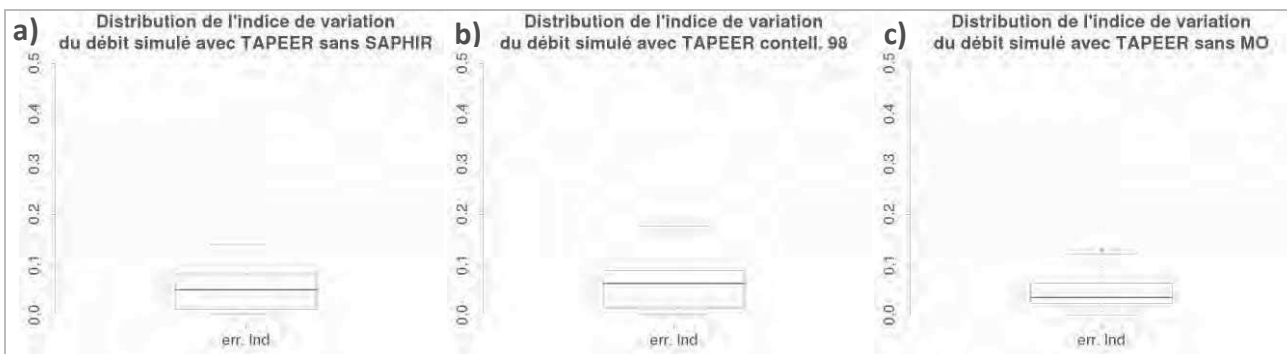 a)
Distribution de l'indice de variation
du débit simulé avec TAPEER sans SAPHIR
0.5
0.4
0.3
0.2
0.1
0.0
err. Ind
b)
Distribution de l'indice de variation
du débit simulé avec TAPEER contell. 98
0.5
0.4
0.3
0.2
0.1
0.0
err. Ind
c)
Distribution de l'indice de variation
du débit simulé avec TAPEER sans MO
0.5
0.4
0.3
0.2
0.1
0.0
err. Ind